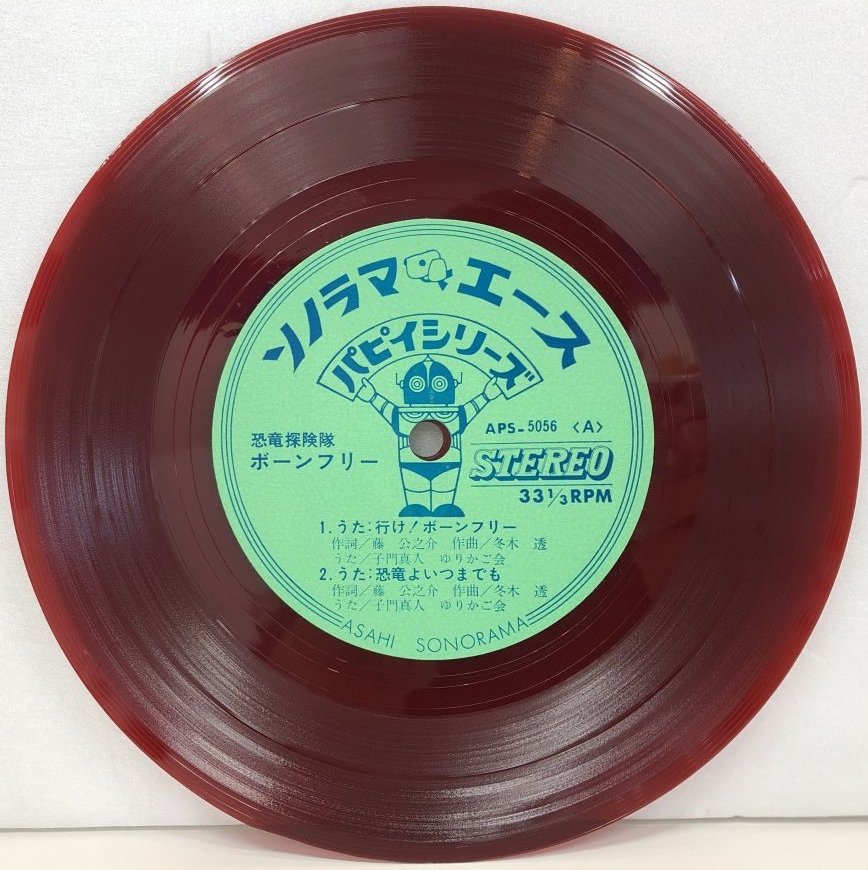 ソノラマエース
パピイシリーズ
恐竜探険隊
ボーンフリー
APS-5056 〈A〉
STEREO
33⅓RPM
1.うた:行け!ボーンフリー
作詞/藤 公之介 作曲/冬木 透
うた/子門真人 ゆりかご会
2.うた:恐竜よいつまでも
作詞/藤 公之介 作曲/冬木 透
うた/子門真人 ゆりかご会
ASAHI SONORAMA